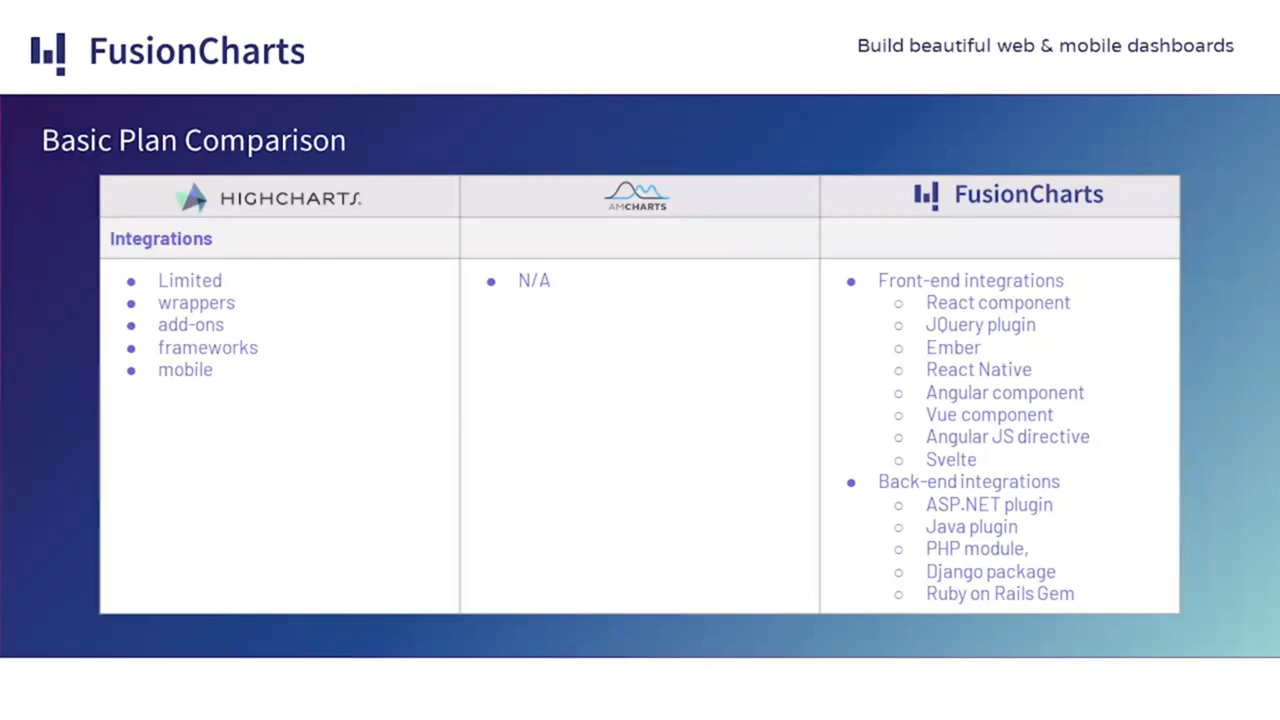 FusionCharts
Build beautiful web & mobile dashboards
Basic Plan Comparison
HIGHCHARTS.
AMCHARTS
FusionCharts
Integrations
Limited
wrappers
add-ons
frameworks
mobile
N/A
Front-end integrations
React component
JQuery plugin
Ember
React Native
Angular component
Vue component
Angular JS directive
Svelte
Back-end integrations
ASP.NET plugin
Java plugin
PHP module,
Django package
Ruby on Rails Gem